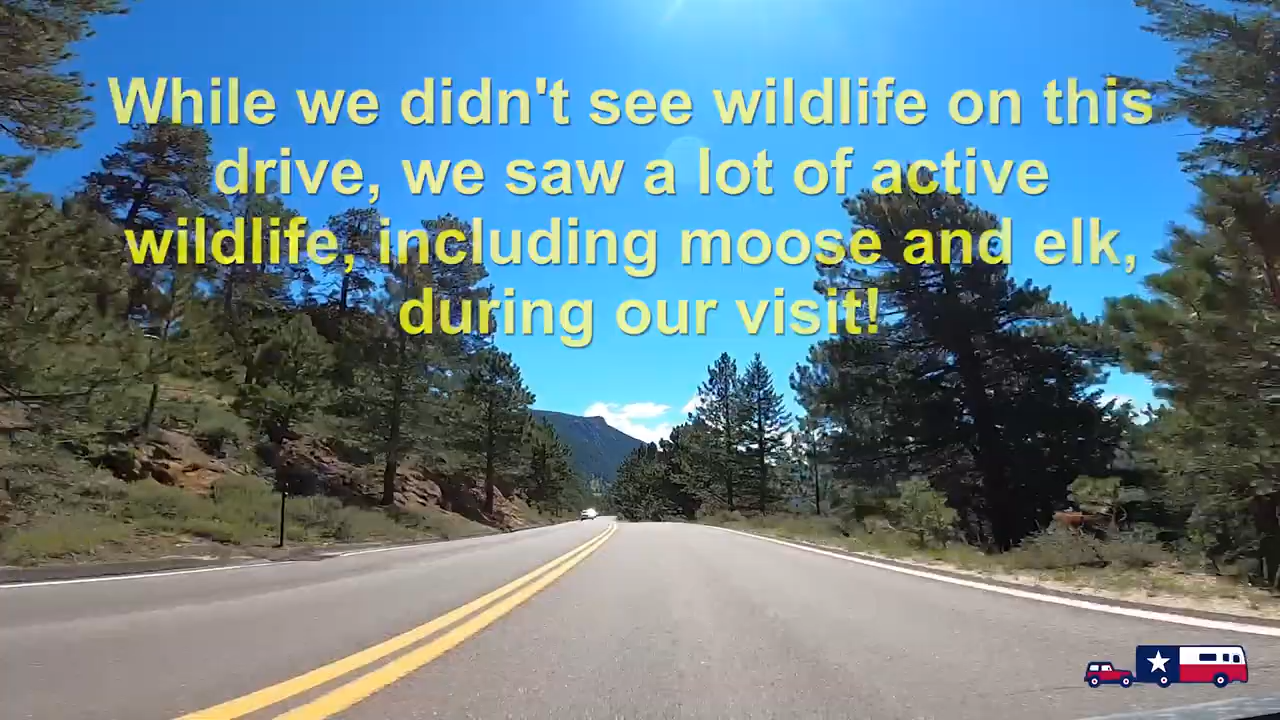 While we didn't see wildlife on this
drive, we saw a lot of active
wildlife, including moose and elk,
during our visit!